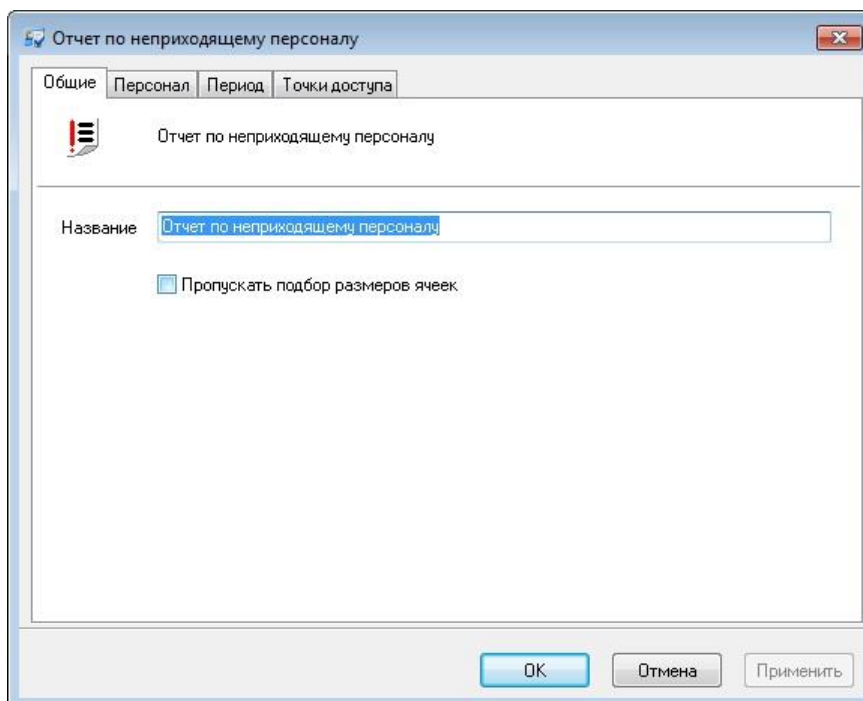 Отчет по неприходящему персоналу
Общие Персонал Период Точки доступа
Отчет по неприходящему персоналу
Название Отчет по неприходящему персоналу
Пропускать подбор размеров ячеек
OK Отмена Применить